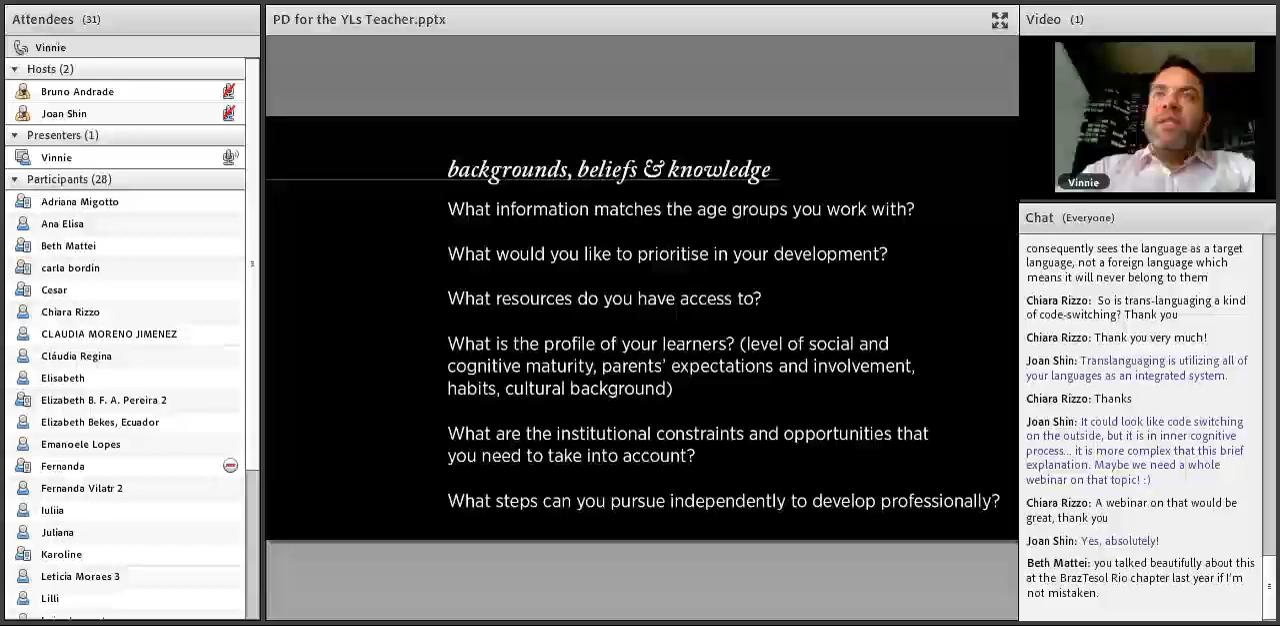 Attendees (31)
Vinnie
Hosts (2)
Bruno Andrade
Joan Shin
Presenters (1)
Vinnie
Participants (28)
Adriana Migotto
Ana Elisa
Beth Mattei
carla bordin
Cesar
Chiara Rizzo
CLAUDIA MORENO JIMENEZ
Cláudia Regina
Elisabeth
Elizabeth B. F. A. Pereira 2
Elizabeth Bekes, Ecuador
Emanoele Lopes
Fernanda
Fernanda Vilatr 2
Iuliia
Juliana
Karoline
Leticia Moraes 3
Lilli
PD for the YLs Teacher.pptx
backgrounds, beliefs & knowledge
What information matches the age groups you work with?
What would you like to prioritise in your development?
What resources do you have access to?
What is the profile of your learners? (level of social and
cognitive maturity, parents’ expectations and involvement,
habits, cultural background)
What are the institutional constraints and opportunities that
you need to take into account?
What steps can you pursue independently to develop professionally?
Video (1)
Vinnie
Chat (Everyone)
consequently sees the language as a target
language, not a foreign language which
means it will never belong to them
Chiara Rizzo: So is trans-languaging a kind
of code-switching? Thank you
Chiara Rizzo: Thank you very much!
Joan Shin: Translanguaging is utilizing all of
your languages as an integrated system.
Chiara Rizzo: Thanks
Joan Shin: It could look like code switching
on the outside, but it is in inner cognitive
process... it is more complex that this brief
explanation. Maybe we need a whole
webinar on that topic! :)
Chiara Rizzo: A webinar on that would be
great, thank you
Joan Shin: Yes, absolutely!
Beth Mattei: you talked beautifully about this
at the BrazTesol Rio chapter last year if I'm
not mistaken.